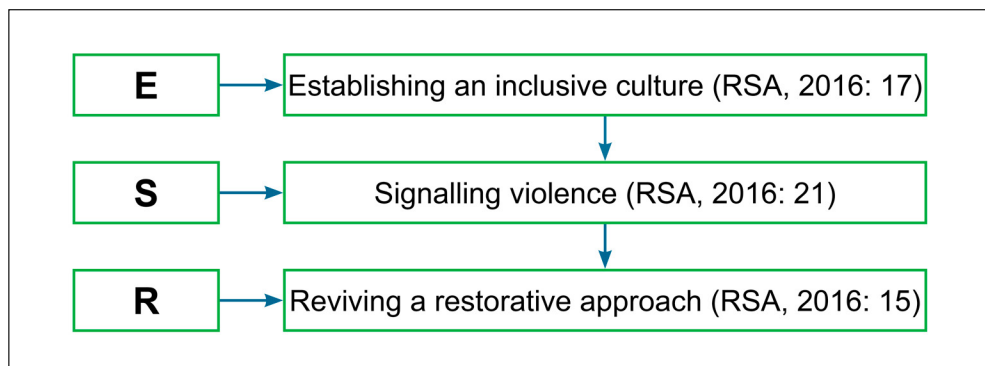 E
Establishing an inclusive culture (RSA, 2016: 17)
S
Signalling violence (RSA, 2016: 21)
R
Reviving a restorative approach (RSA, 2016: 15)